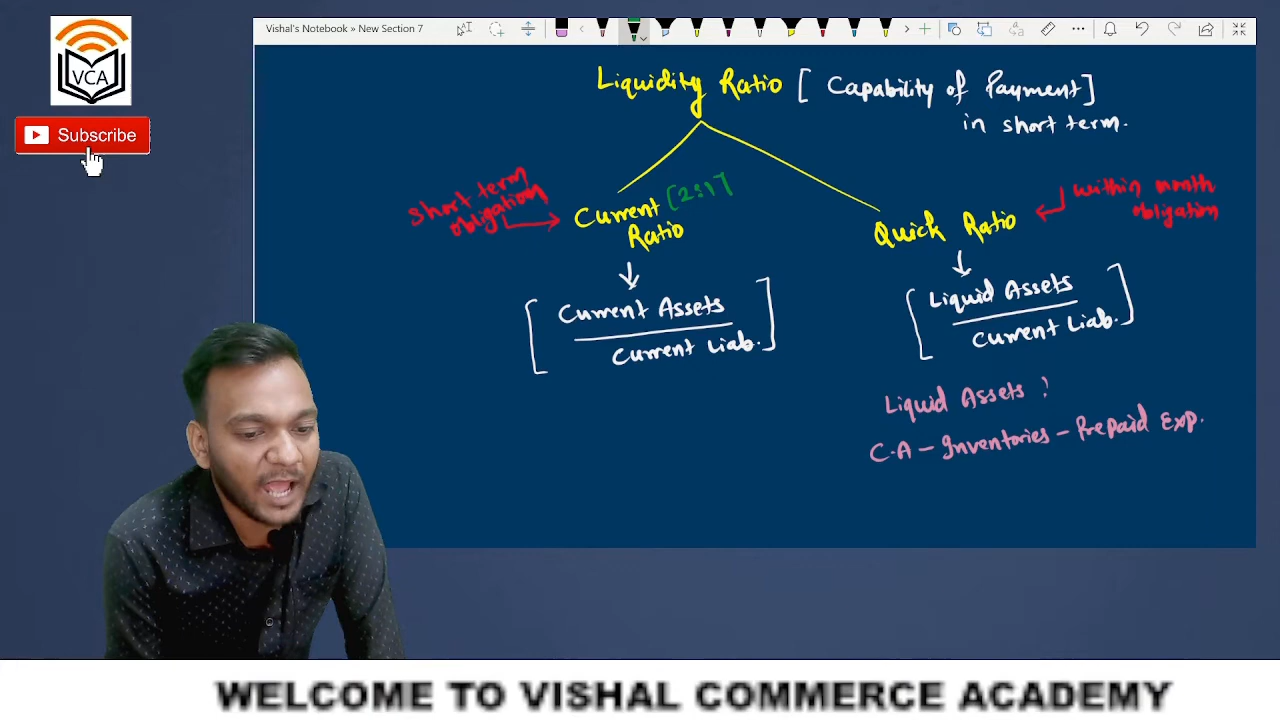 VCA
Subscribe
Vishal's Notebook » New Section 7
Liquidity Ratio [ Capability of Payment ]
in short term.
short term
obligation
Current [2:1]
Ratio
within month
obligation
Quick Ratio
[ Current Assets
Current Liab. ]
[ Liquid Assets
Current Liab. ]
Liquid Assets :
C.A - Inventories - Prepaid Exp.
WELCOME TO VISHAL COMMERCE ACADEMY